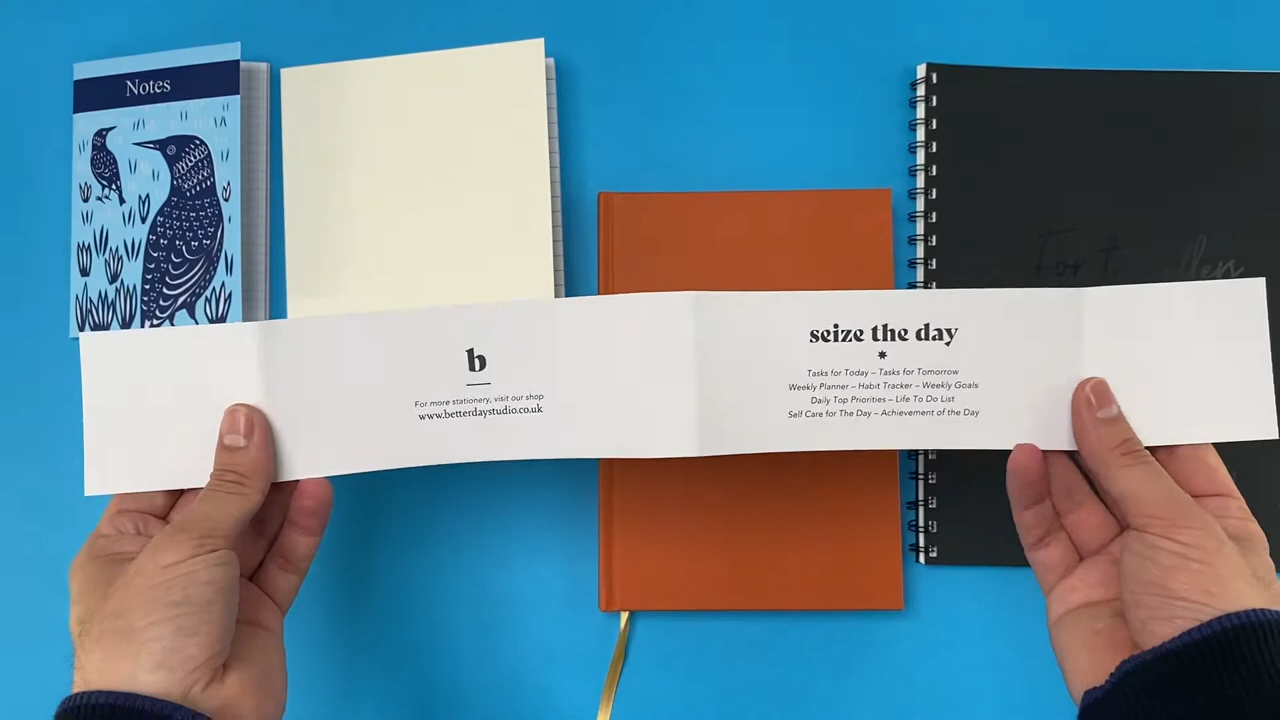 Notes
b
For more stationery, visit our shop
www.betterdaystudio.co.uk
seize the day
Tasks for Today – Tasks for Tomorrow
Weekly Planner – Habit Tracker – Weekly Goals
Daily Top Priorities – Life To Do List
Self Care for The Day – Achievement of the Day